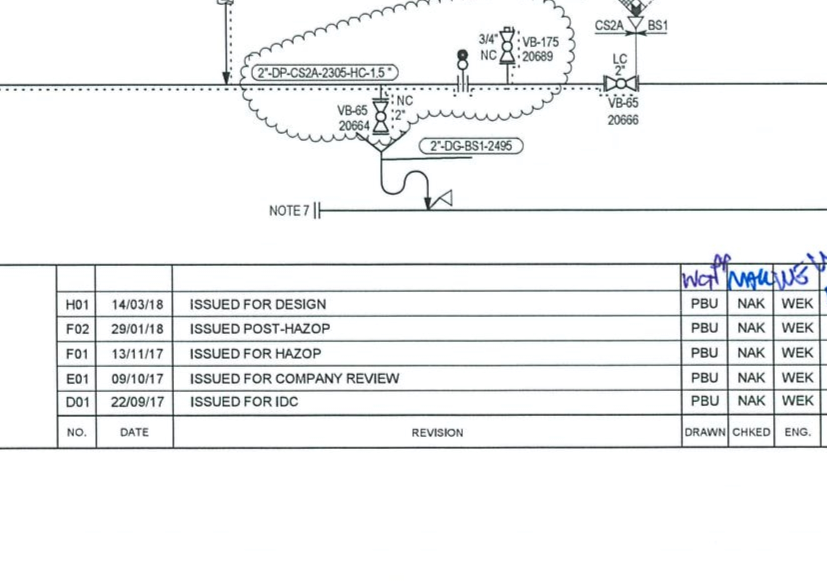 CS2A BS1
3/4" VB-175
NC 20689
LC
2"
2"-DP-CS2A-2305-HC-1.5"
NC
VB-65 2"
20664
VB-65
20666
2"-DG-BS1-2495
NOTE 7
H01 14/03/18 ISSUED FOR DESIGN PBU NAK WEK
F02 29/01/18 ISSUED POST-HAZOP PBU NAK WEK
F01 13/11/17 ISSUED FOR HAZOP PBU NAK WEK
E01 09/10/17 ISSUED FOR COMPANY REVIEW PBU NAK WEK
D01 22/09/17 ISSUED FOR IDC PBU NAK WEK
NO. DATE REVISION DRAWN CHKED ENG.